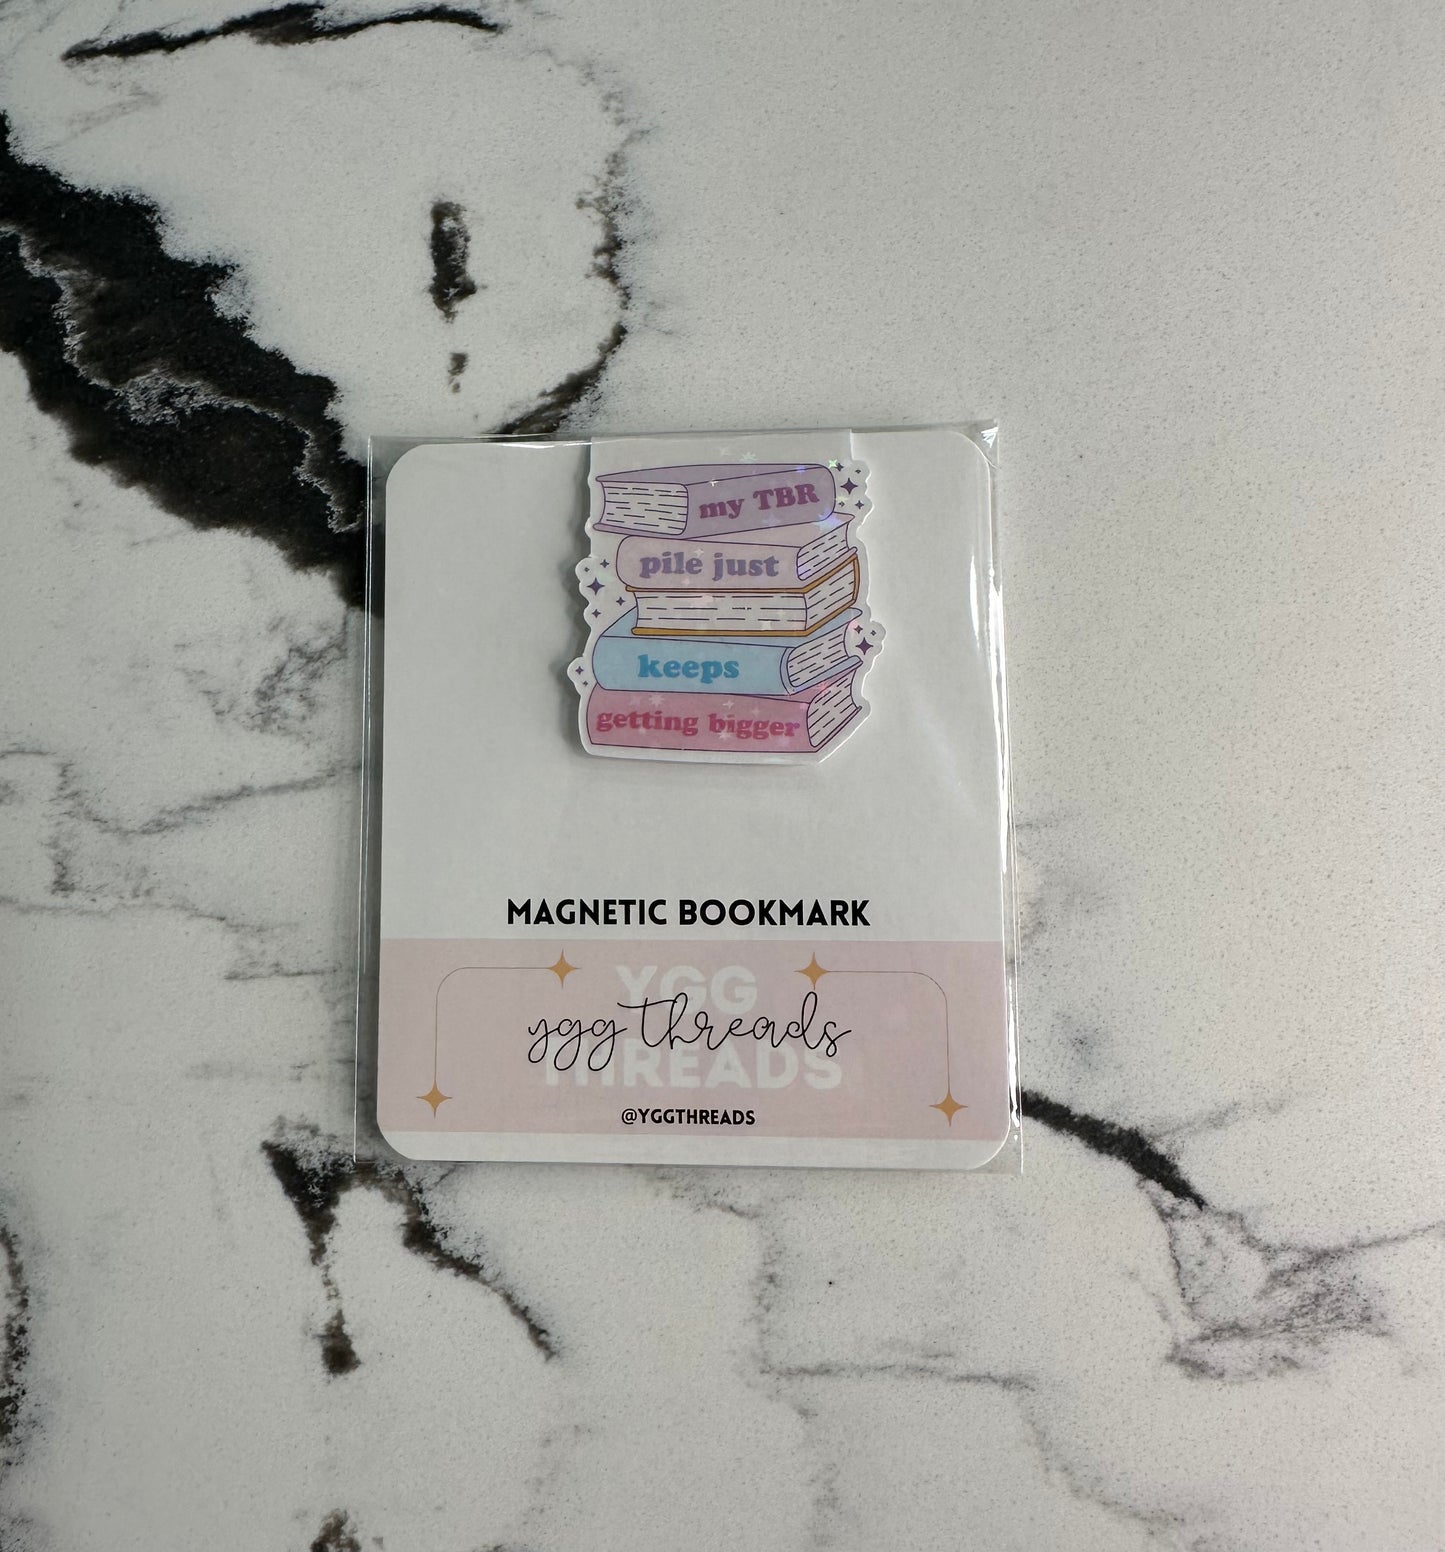 my TBR
pile just
keeps
getting bigger
MAGNETIC BOOKMARK
YGG
ygg threads
THREADS
@YGGTHREADS